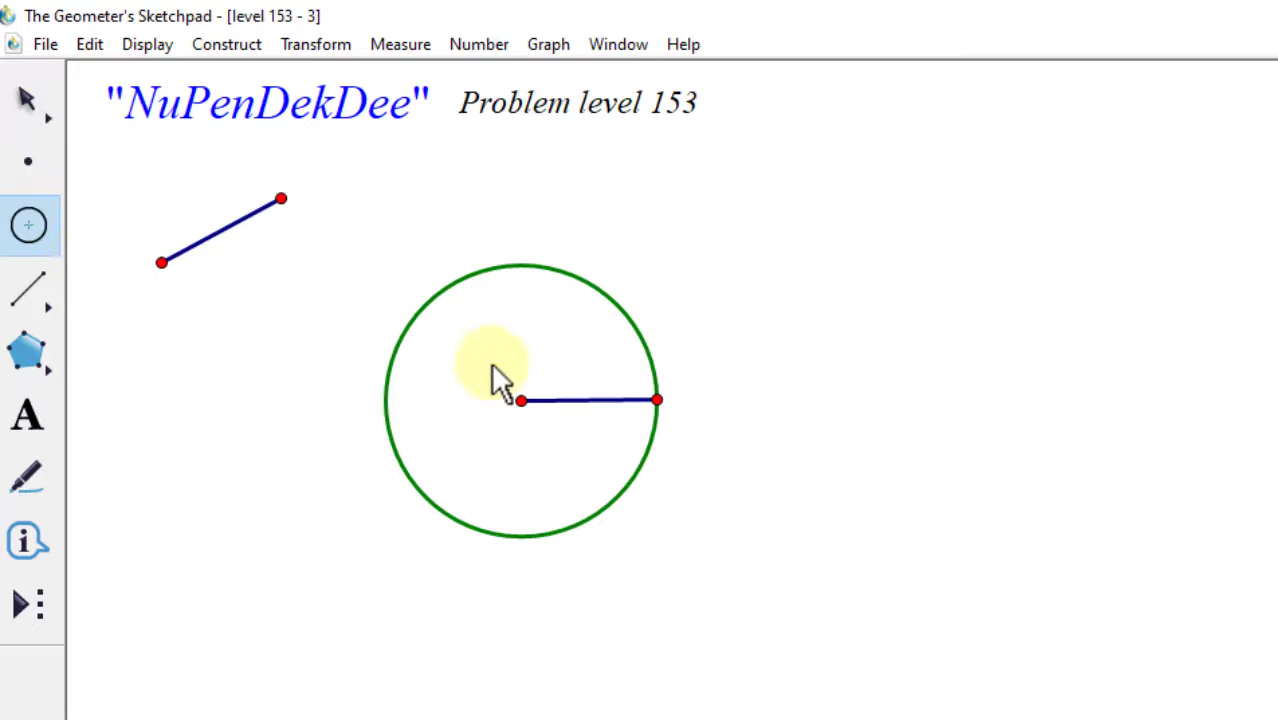 The Geometer's Sketchpad - [level 153 - 3]
File Edit Display Construct Transform Measure Number Graph Window Help
"NuPenDekDee" Problem level 153
A
i